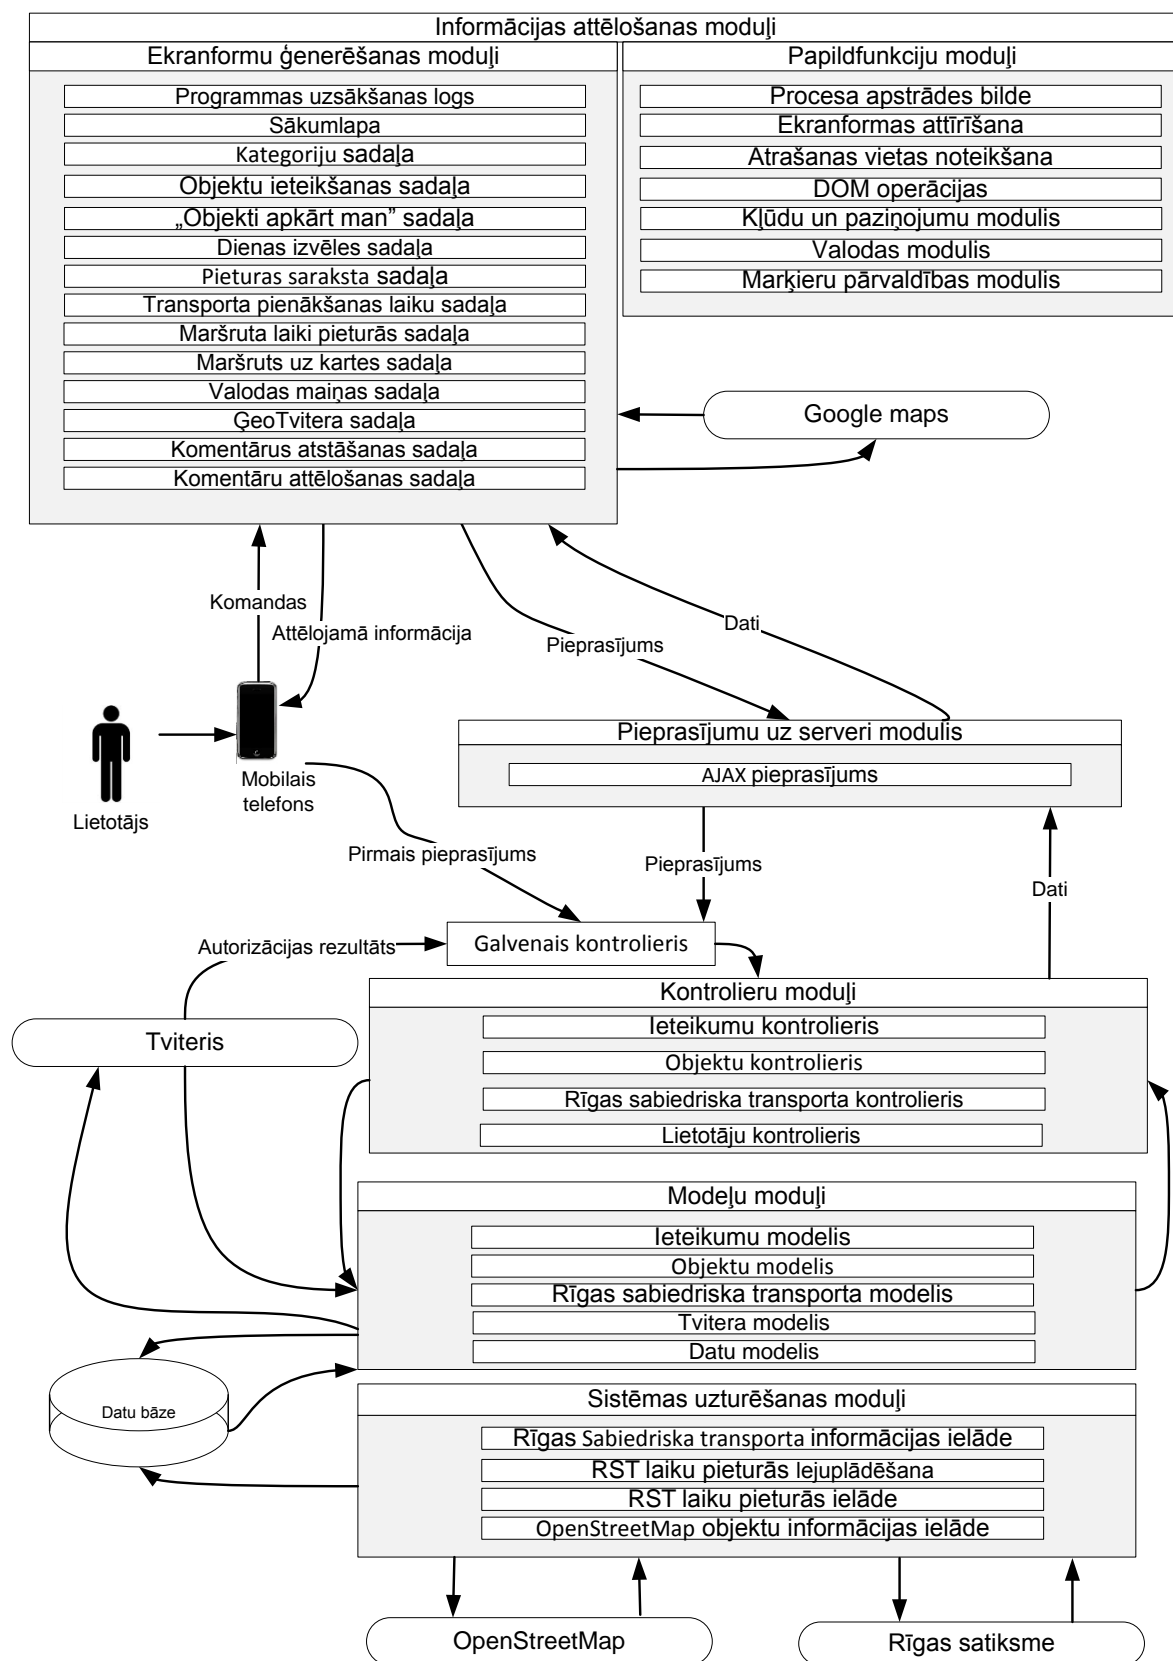 Informācijas attēlošanas moduļi
Ekranformu ģenerēšanas moduļi
Papildfunkciju moduļi
Programmas uzsākšanas logs
Sākumlapa
Kategoriju sadaļa
Objektu ieteikšanas sadaļa
„Objekti apkārt man” sadaļa
Dienas izvēles sadaļa
Pieturas saraksta sadaļa
Transporta pienākšanas laiku sadaļa
Maršruta laiki pieturās sadaļa
Maršruts uz kartes sadaļa
Valodas maiņas sadaļa
ĢeoTvitera sadaļa
Komentārus atstāšanas sadaļa
Komentāru attēlošanas sadaļa
Procesa apstrādes bilde
Ekranformas attīrīšana
Atrašanas vietas noteikšana
DOM operācijas
Kļūdu un paziņojumu modulis
Valodas modulis
Marķieru pārvaldības modulis
Google maps
Komandas
Attēlojamā informācija
Pieprasījums
Dati
Lietotājs
Mobilais
telefons
Pieprasījumu uz serveri modulis
AJAX pieprasījums
Pirmais pieprasījums
Pieprasījums
Dati
Autorizācijas rezultāts
Galvenais kontrolieris
Tviteris
Kontrolieru moduļi
Ieteikumu kontrolieris
Objektu kontrolieris
Rīgas sabiedriska transporta kontrolieris
Lietotāju kontrolieris
Modeļu moduļi
Ieteikumu modelis
Objektu modelis
Rīgas sabiedriska transporta modelis
Tvitera modelis
Datu modelis
Datu bāze
Sistēmas uzturēšanas moduļi
Rīgas Sabiedriska transporta informācijas ielāde
RST laiku pieturās lejuplādēšana
RST laiku pieturās ielāde
OpenStreetMap objektu informācijas ielāde
OpenStreetMap
Rīgas satiksme